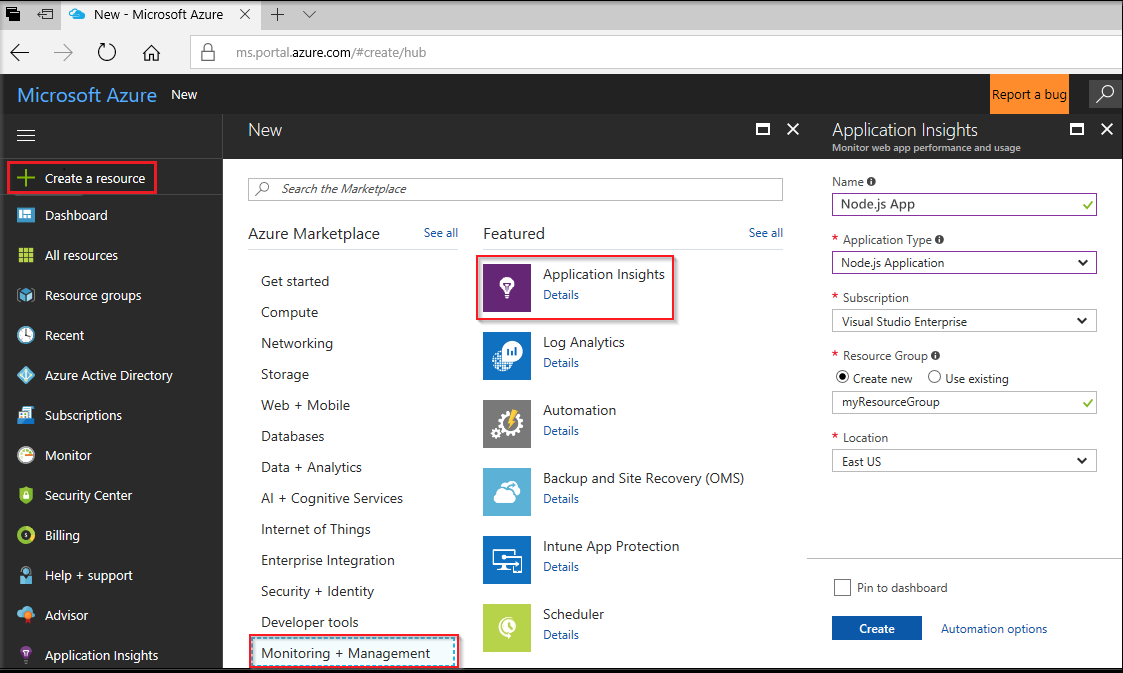 New - Microsoft Azure
ms.portal.azure.com/#create/hub
Microsoft Azure New
Report a bug
Create a resource
Dashboard
All resources
Resource groups
Recent
Azure Active Directory
Subscriptions
Monitor
Security Center
Billing
Help + support
Advisor
Application Insights
New
Search the Marketplace
Azure Marketplace See all
Get started
Compute
Networking
Storage
Web + Mobile
Databases
Data + Analytics
AI + Cognitive Services
Internet of Things
Enterprise Integration
Security + Identity
Developer tools
Monitoring + Management
Featured See all
Application Insights
Details
Log Analytics
Details
Automation
Details
Backup and Site Recovery (OMS)
Details
Intune App Protection
Details
Scheduler
Details
Application Insights
Monitor web app performance and usage
Name
Node.js App
* Application Type
Node.js Application
* Subscription
Visual Studio Enterprise
* Resource Group
Create new Use existing
myResourceGroup
* Location
East US
Pin to dashboard
Create Automation options